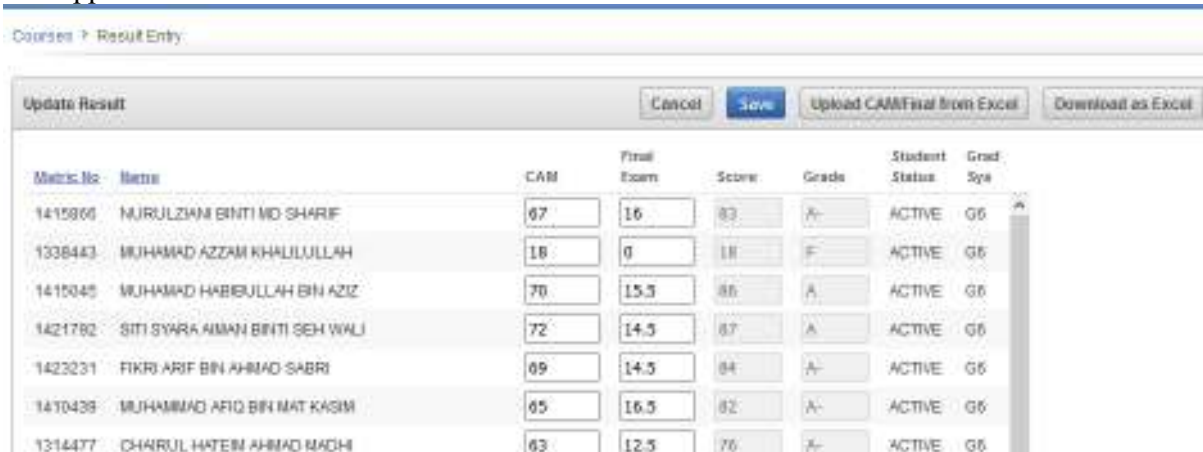 Courses > Result Entry
Update Result Cancel Save Upload CAM/Final from Excel Download as Excel
Final Student Grad
Matric No Name CAM Exam Score Grade Status Sys
1415866 NURULZIANI BINTI MD SHARIF 67 16 83 A- ACTIVE G6
1338443 MUHAMAD AZZAM KHALILULLAH 18 0 18 F ACTIVE G6
1415045 MUHAMAD HABIBULLAH BIN AZIZ 70 15.5 86 A ACTIVE G6
1421782 SITI SYARA AIMAN BINTI SEH WALI 72 14.5 87 A ACTIVE G6
1423231 FIKRI ARIF BIN AHMAD SABRI 69 14.5 84 A- ACTIVE G6
1410439 MUHAMMAD AFIQ BIN MAT KASIM 65 16.5 82 A- ACTIVE G6
1314477 CHAIRUL HATEIM AHMAD MADHI 63 12.5 76 A- ACTIVE G6